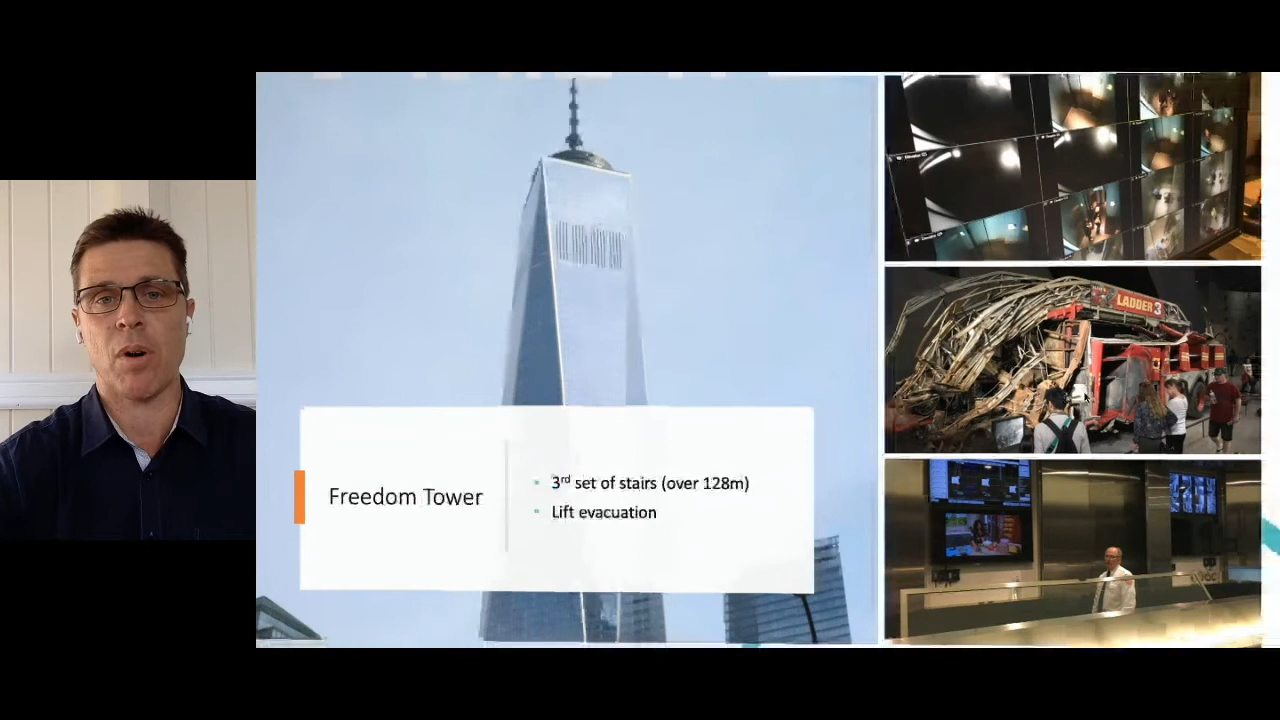 Freedom Tower
3rd set of stairs (over 128m)
Lift evacuation
LADDER 3